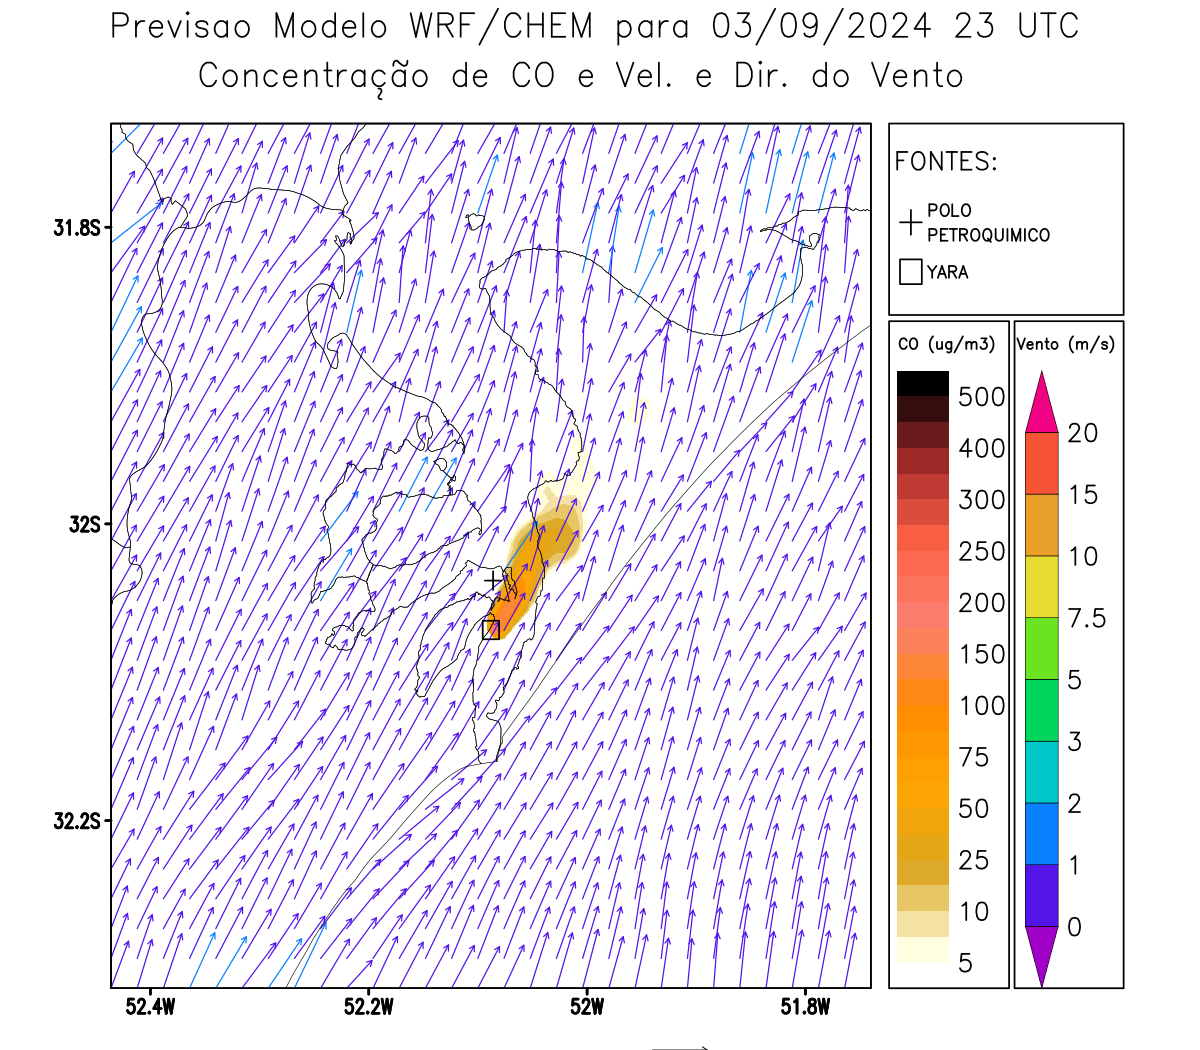 Previsao Modelo WRF/CHEM para 03/09/2024 23 UTC
Concentração de CO e Vel. e Dir. do Vento
FONTES:
POLO
PETROQUIMICO
YARA
CO (ug/m3)
500
400
300
250
200
150
100
75
50
25
10
5
Vento (m/s)
20
15
10
7.5
5
3
2
1
0
31.8S
32S
32.2S
52.4W
52.2W
52W
51.8W